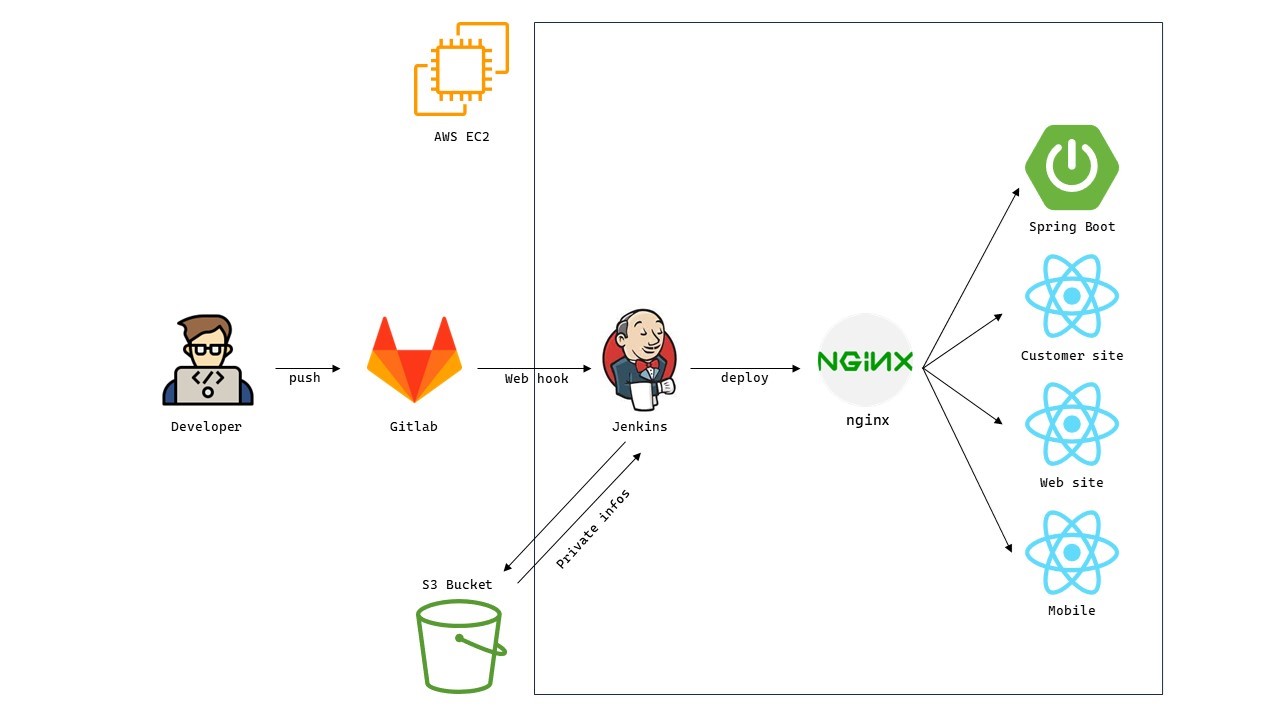 AWS EC2
Spring Boot
Customer site
Developer
push
Gitlab
Web hook
Jenkins
deploy
NGiNX
nginx
Web site
Private infos
S3 Bucket
Mobile